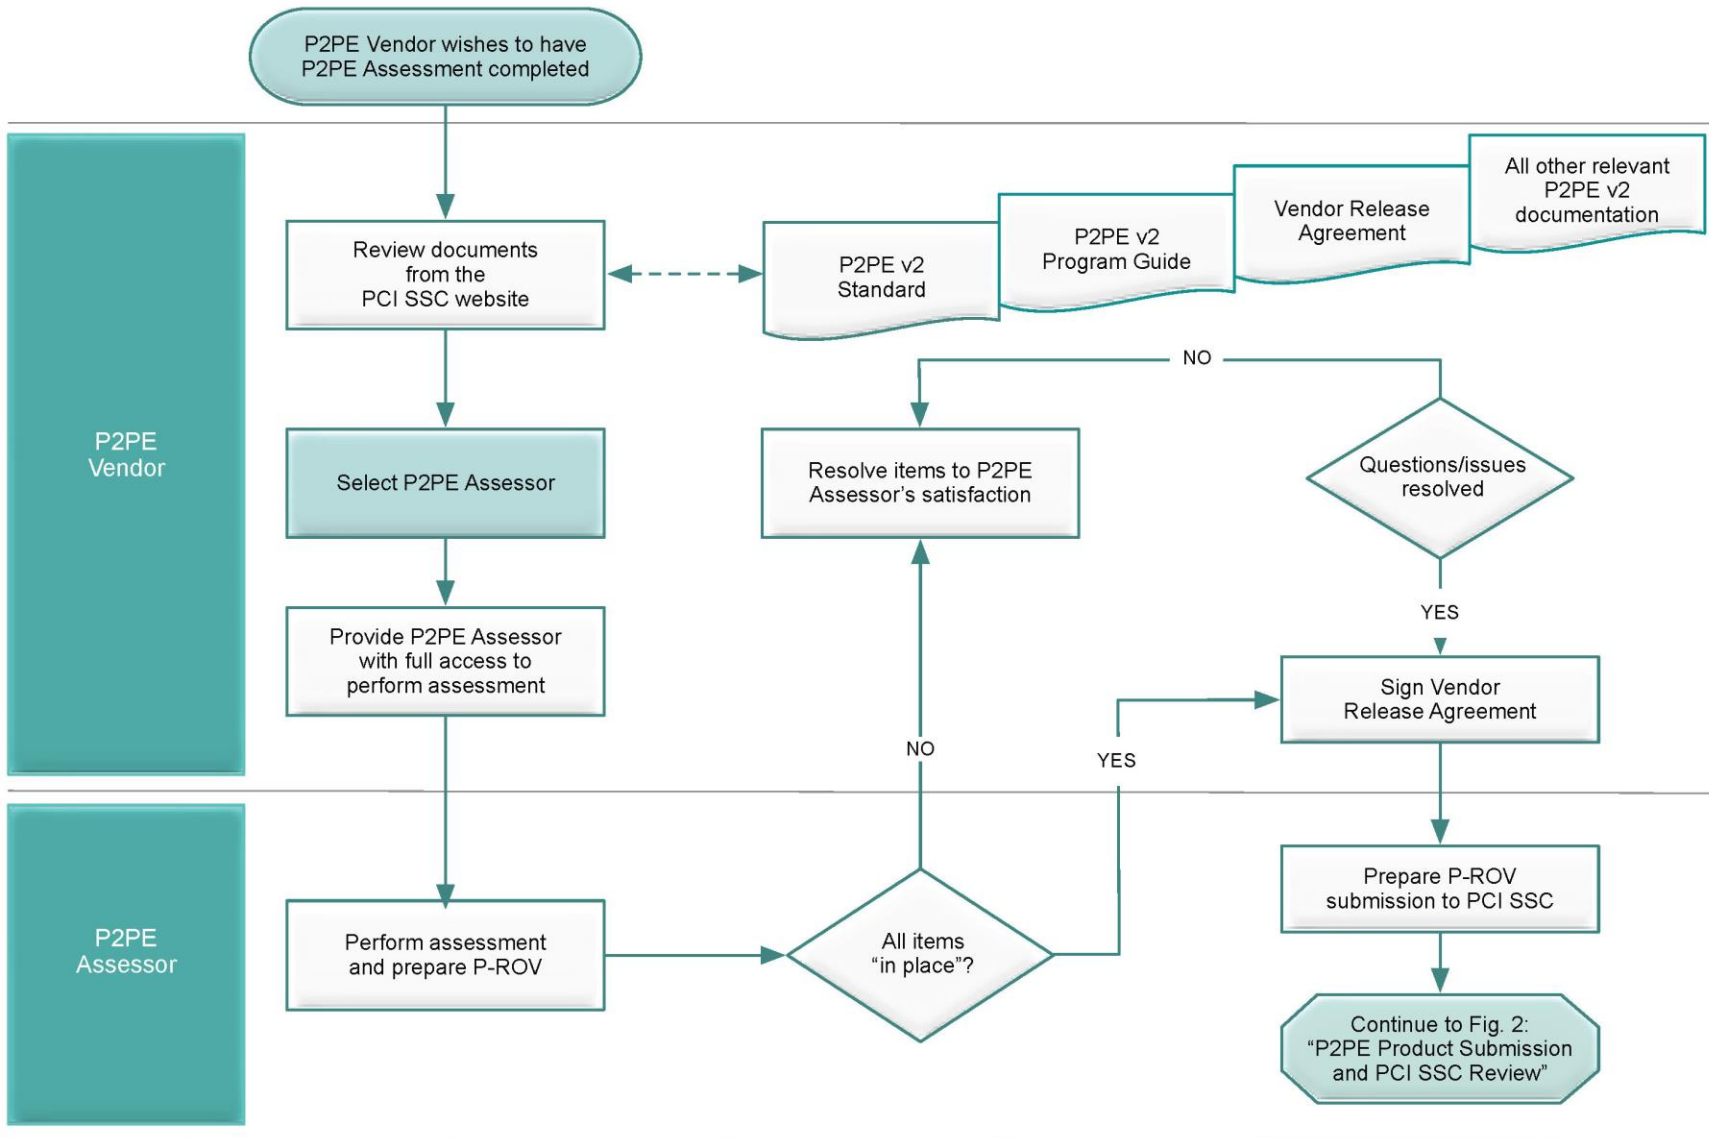 P2PE Vendor wishes to have
P2PE Assessment completed
P2PE
Vendor
Review documents
from the
PCI SSC website
P2PE v2
Standard
P2PE v2
Program Guide
Vendor Release
Agreement
All other relevant
P2PE v2
documentation
NO
Select P2PE Assessor
Resolve items to P2PE
Assessor’s satisfaction
Questions/issues
resolved
YES
Provide P2PE Assessor
with full access to
perform assessment
Sign Vendor
Release Agreement
NO
YES
P2PE
Assessor
Perform assessment
and prepare P-ROV
All items
“in place”?
Prepare P-ROV
submission to PCI SSC
Continue to Fig. 2:
“P2PE Product Submission
and PCI SSC Review”